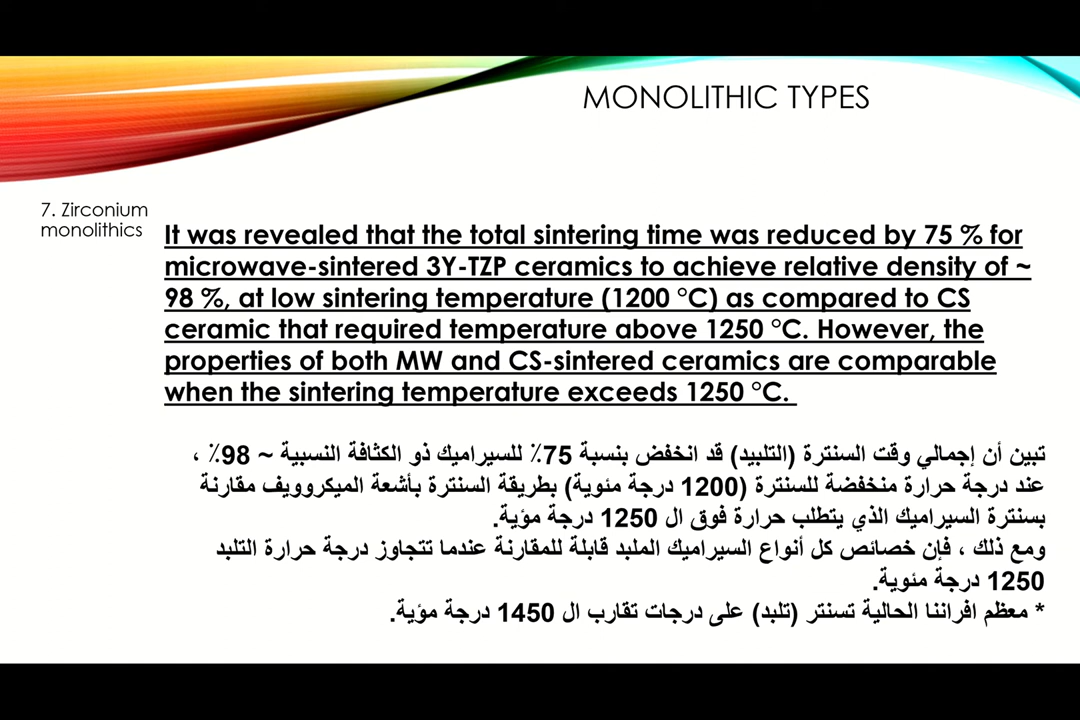 MONOLITHIC TYPES
7. Zirconium
monolithics
It was revealed that the total sintering time was reduced by 75 % for
microwave-sintered 3Y-TZP ceramics to achieve relative density of ~
98 %, at low sintering temperature (1200 °C) as compared to CS
ceramic that required temperature above 1250 °C. However, the
properties of both MW and CS-sintered ceramics are comparable
when the sintering temperature exceeds 1250 °C.
تبين أن إجمالي وقت السنترة (التلبيد) قد انخفض بنسبة 75٪ للسيراميك ذو الكثافة النسبية ~ 98٪ ،
عند درجة حرارة منخفضة للسنترة (1200 درجة مئوية) بطريقة السنترة بأشعة الميكروويف مقارنة
بسنترة السيراميك الذي يتطلب حرارة فوق ال 1250 درجة مؤية.
ومع ذلك ، فإن خصائص كل أنواع السيراميك الملبد قابلة للمقارنة عندما تتجاوز درجة حرارة التلبد
1250 درجة مئوية.
* معظم افراننا الحالية تسنتر (تلبد) على درجات تقارب ال 1450 درجة مؤية.